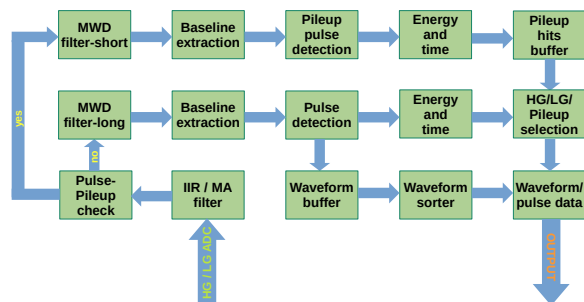 MWD
filter-short
Baseline
extraction
Pileup
pulse
detection
Energy
and
time
Pileup
hits
buffer
yes
MWD
filter-long
Baseline
extraction
Pulse
detection
Energy
and
time
HG/LG/
Pileup
selection
no
Pulse-
Pileup
check
IIR / MA
filter
Waveform
buffer
Waveform
sorter
Waveform/
pulse data
HG / LG ADC
OUTPUT